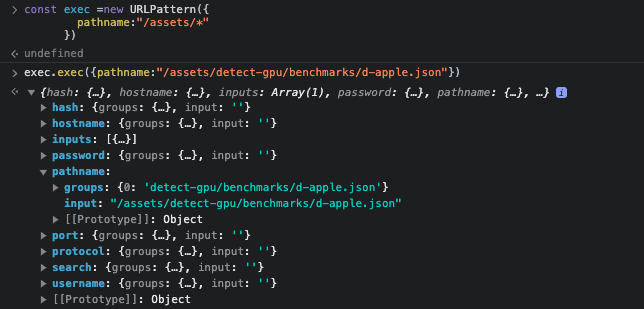 > const exec =new URLPattern({
pathname:"/assets/*"
})
undefined
> exec.exec({pathname:"/assets/detect-gpu/benchmarks/d-apple.json"})
{hash: {…}, hostname: {…}, inputs: Array(1), password: {…}, pathname: {…}, …} i
hash: {groups: {…}, input: ''}
hostname: {groups: {…}, input: ''}
inputs: [{…}]
password: {groups: {…}, input: ''}
pathname:
groups: {0: 'detect-gpu/benchmarks/d-apple.json'}
input: "/assets/detect-gpu/benchmarks/d-apple.json"
[[Prototype]]: Object
port: {groups: {…}, input: ''}
protocol: {groups: {…}, input: ''}
search: {groups: {…}, input: ''}
username: {groups: {…}, input: ''}
[[Prototype]]: Object